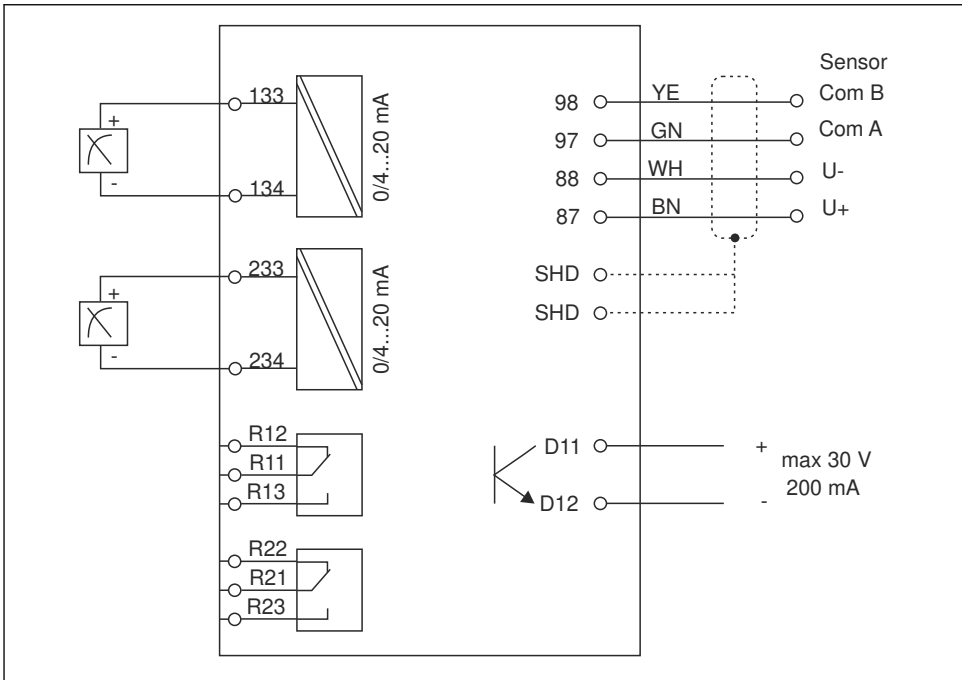 133
+
-
134
0/4...20 mA
233
+
-
234
0/4...20 mA
R12
R11
R13
R22
R21
R23
Sensor
98 YE Com B
97 GN Com A
88 WH U-
87 BN U+
SHD
SHD
D11 +
max 30 V
200 mA
D12 -